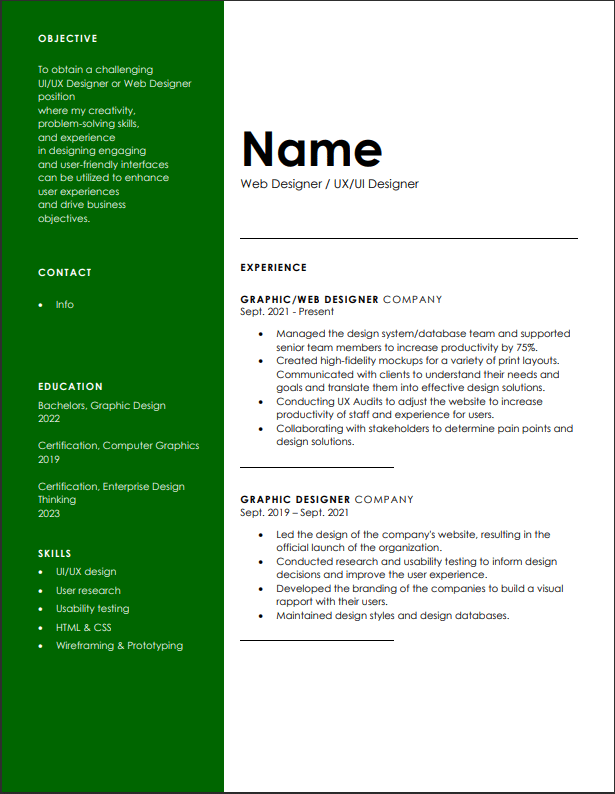 OBJECTIVE
To obtain a challenging
UI/UX Designer or Web Designer
position
where my creativity,
problem-solving skills,
and experience
in designing engaging
and user-friendly interfaces
can be utilized to enhance
user experiences
and drive business
objectives.
CONTACT
• Info
EDUCATION
Bachelors, Graphic Design
2022
Certification, Computer Graphics
2019
Certification, Enterprise Design
Thinking
2023
SKILLS
• UI/UX design
• User research
• Usability testing
• HTML & CSS
• Wireframing & Prototyping
Name
Web Designer / UX/UI Designer
EXPERIENCE
GRAPHIC/WEB DESIGNER COMPANY
Sept. 2021 - Present
• Managed the design system/database team and supported
senior team members to increase productivity by 75%.
• Created high-fidelity mockups for a variety of print layouts.
Communicated with clients to understand their needs and
goals and translate them into effective design solutions.
• Conducting UX Audits to adjust the website to increase
productivity of staff and experience for users.
• Collaborating with stakeholders to determine pain points and
design solutions.
GRAPHIC DESIGNER COMPANY
Sept. 2019 – Sept. 2021
• Led the design of the company's website, resulting in the
official launch of the organization.
• Conducted research and usability testing to inform design
decisions and improve the user experience.
• Developed the branding of the companies to build a visual
rapport with their users.
• Maintained design styles and design databases.